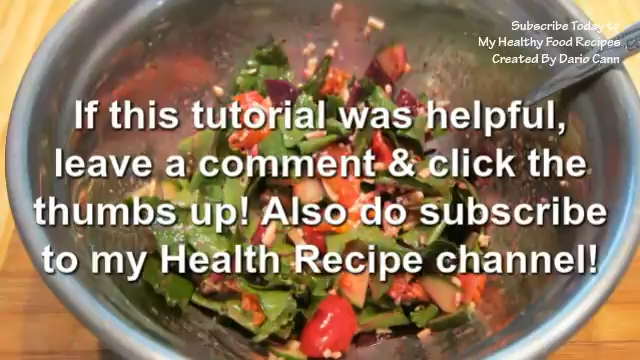 Subscribe Today to
My Healthy Food Recipes
Created By Dario Cann
If this tutorial was helpful,
leave a comment & click the
thumbs up! Also do subscribe
to my Health Recipe channel!